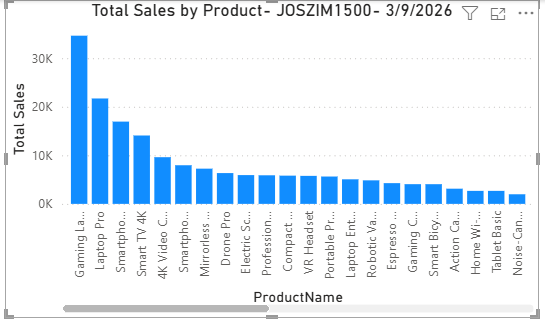 Total Sales by Product- JOSZIM1500- 3/9/2026
Total Sales
30K
20K
10K
0K
Gaming La...
Laptop Pro
Smartpho...
Smart TV 4K
4K Video C...
Smartpho...
Mirrorless ...
Drone Pro
Electric Sc...
Profession...
Compact ...
VR Headset
Portable Pr...
Laptop Ent...
Robotic Va...
Espresso ...
Gaming C...
Smart Bicy...
Action Ca...
Home Wi-...
Tablet Basic
Noise-Can...
ProductName